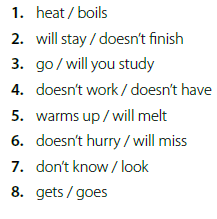 1. heat / boils
2. will stay / doesn’t finish
3. go / will you study
4. doesn’t work / doesn’t have
5. warms up / will melt
6. doesn’t hurry / will miss
7. don’t know / look
8. gets / goes